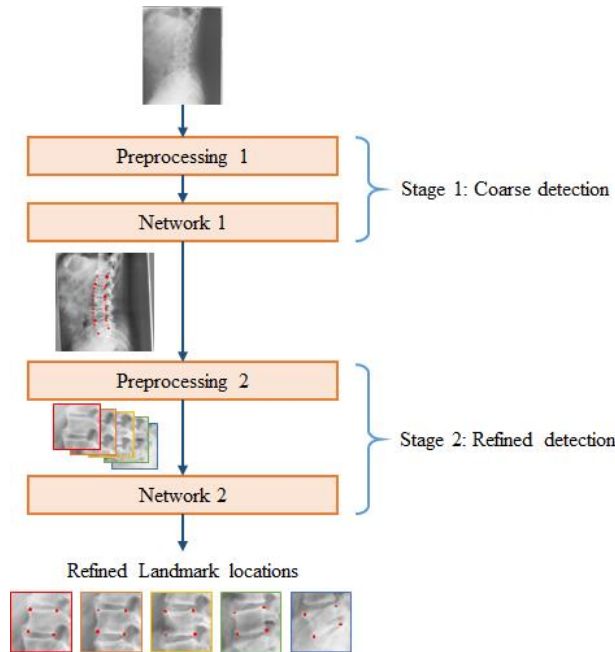 Preprocessing 1
Stage 1: Coarse detection
Network 1
Preprocessing 2
Stage 2: Refined detection
Network 2
Refined Landmark locations